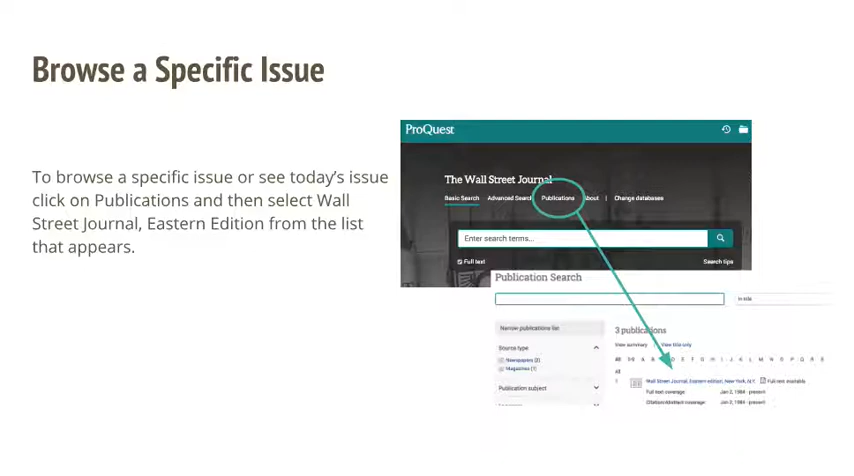 Browse a Specific Issue
To browse a specific issue or see today's issue
click on Publications and then select Wall
Street Journal, Eastern Edition from the list
that appears.
ProQuest
The Wall Street Journal
Basic Search Advanced Search Publications About | Change databases
Enter search terms...
Full text Search tips
Publication Search
In title
Narrow publications list
3 publications
Source type
View summary | View title only
Newspapers (2)
Magazines (1)
All 1-9 A B D E F G H I J K L M N O P Q R S
All
Publication subject
1 Wall Street Journal, Eastern edition; New York, N.Y. Full text available
Full text coverage Jan 2, 1984 - present
Citation/Abstract coverage Jan 2, 1984 - present